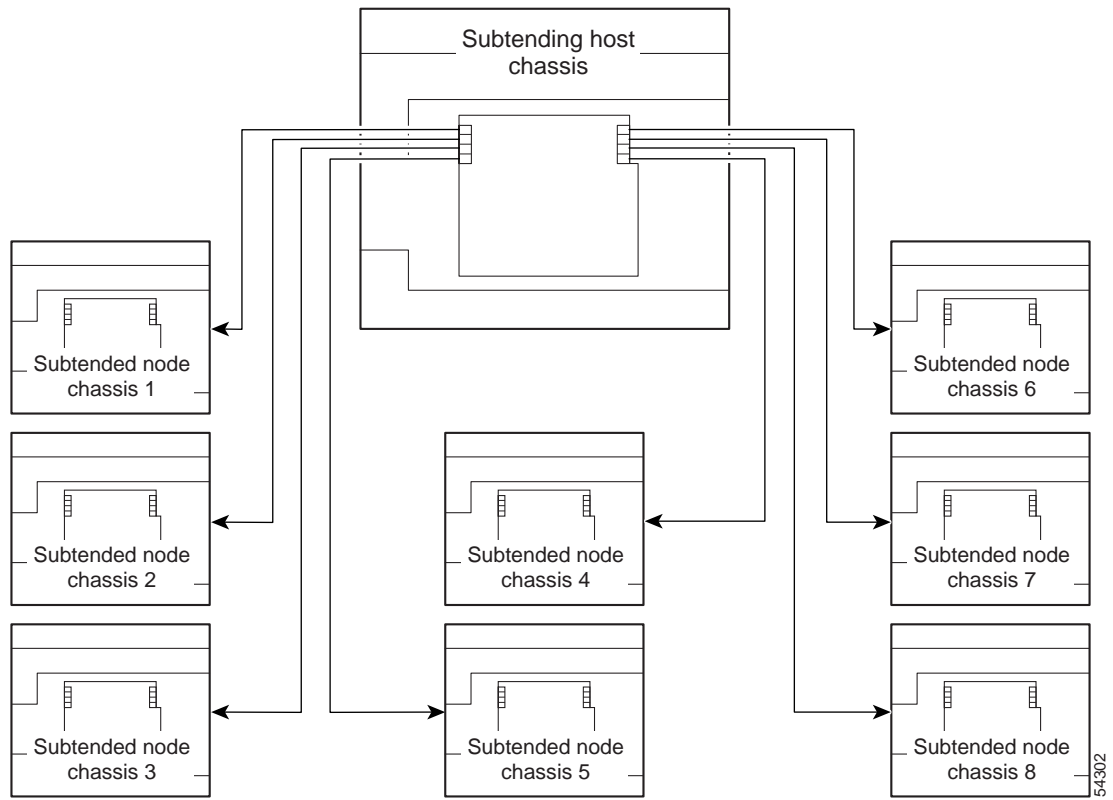 Subtending host
chassis
Subtended node
chassis 1
Subtended node
chassis 6
Subtended node
chassis 2
Subtended node
chassis 4
Subtended node
chassis 7
Subtended node
chassis 3
Subtended node
chassis 5
Subtended node
chassis 8
54302